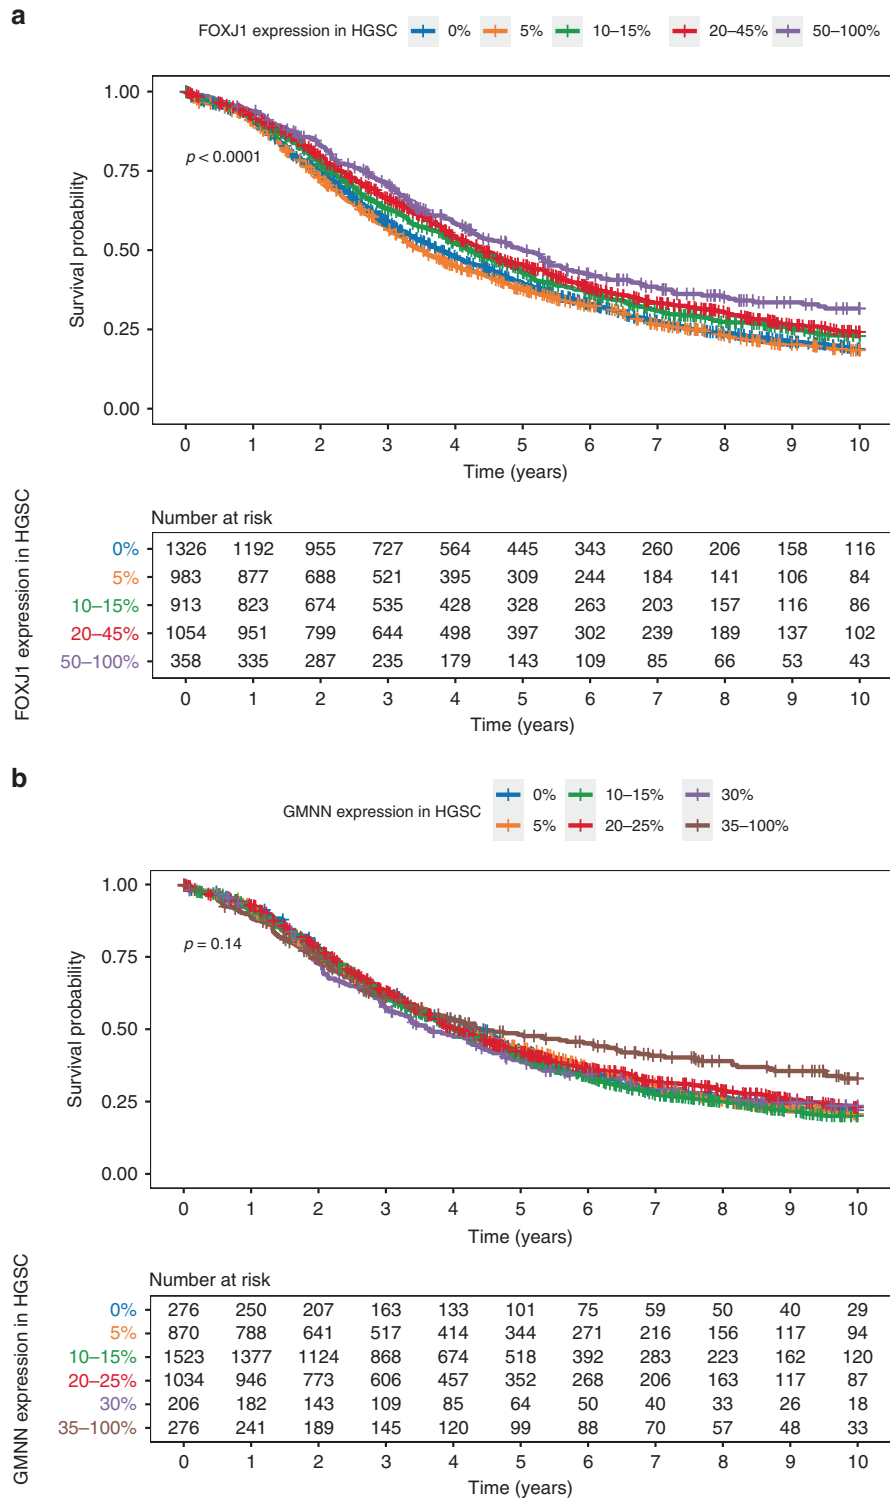 a
FOXJ1 expression in HGSC 0% 5% 10–15% 20–45% 50–100%
1.00
0.75
0.50
0.25
0.00
Survival probability
p < 0.0001
0 1 2 3 4 5 6 7 8 9 10
Time (years)
FOXJ1 expression in HGSC
Number at risk
0% 1326 1192 955 727 564 445 343 260 206 158 116
5% 983 877 688 521 395 309 244 184 141 106 84
10–15% 913 823 674 535 428 328 263 203 157 116 86
20–45% 1054 951 799 644 498 397 302 239 189 137 102
50–100% 358 335 287 235 179 143 109 85 66 53 43
0 1 2 3 4 5 6 7 8 9 10
Time (years)
b
GMNN expression in HGSC
0% 10–15% 30%
5% 20–25% 35–100%
1.00
0.75
0.50
0.25
0.00
Survival probability
p = 0.14
0 1 2 3 4 5 6 7 8 9 10
Time (years)
GMNN expression in HGSC
Number at risk
0% 276 250 207 163 133 101 75 59 50 40 29
5% 870 788 641 517 414 344 271 216 156 117 94
10–15% 1523 1377 1124 868 674 518 392 283 223 162 120
20–25% 1034 946 773 606 457 352 268 206 163 117 87
30% 206 182 143 109 85 64 50 40 33 26 18
35–100% 276 241 189 145 120 99 88 70 57 48 33
0 1 2 3 4 5 6 7 8 9 10
Time (years)